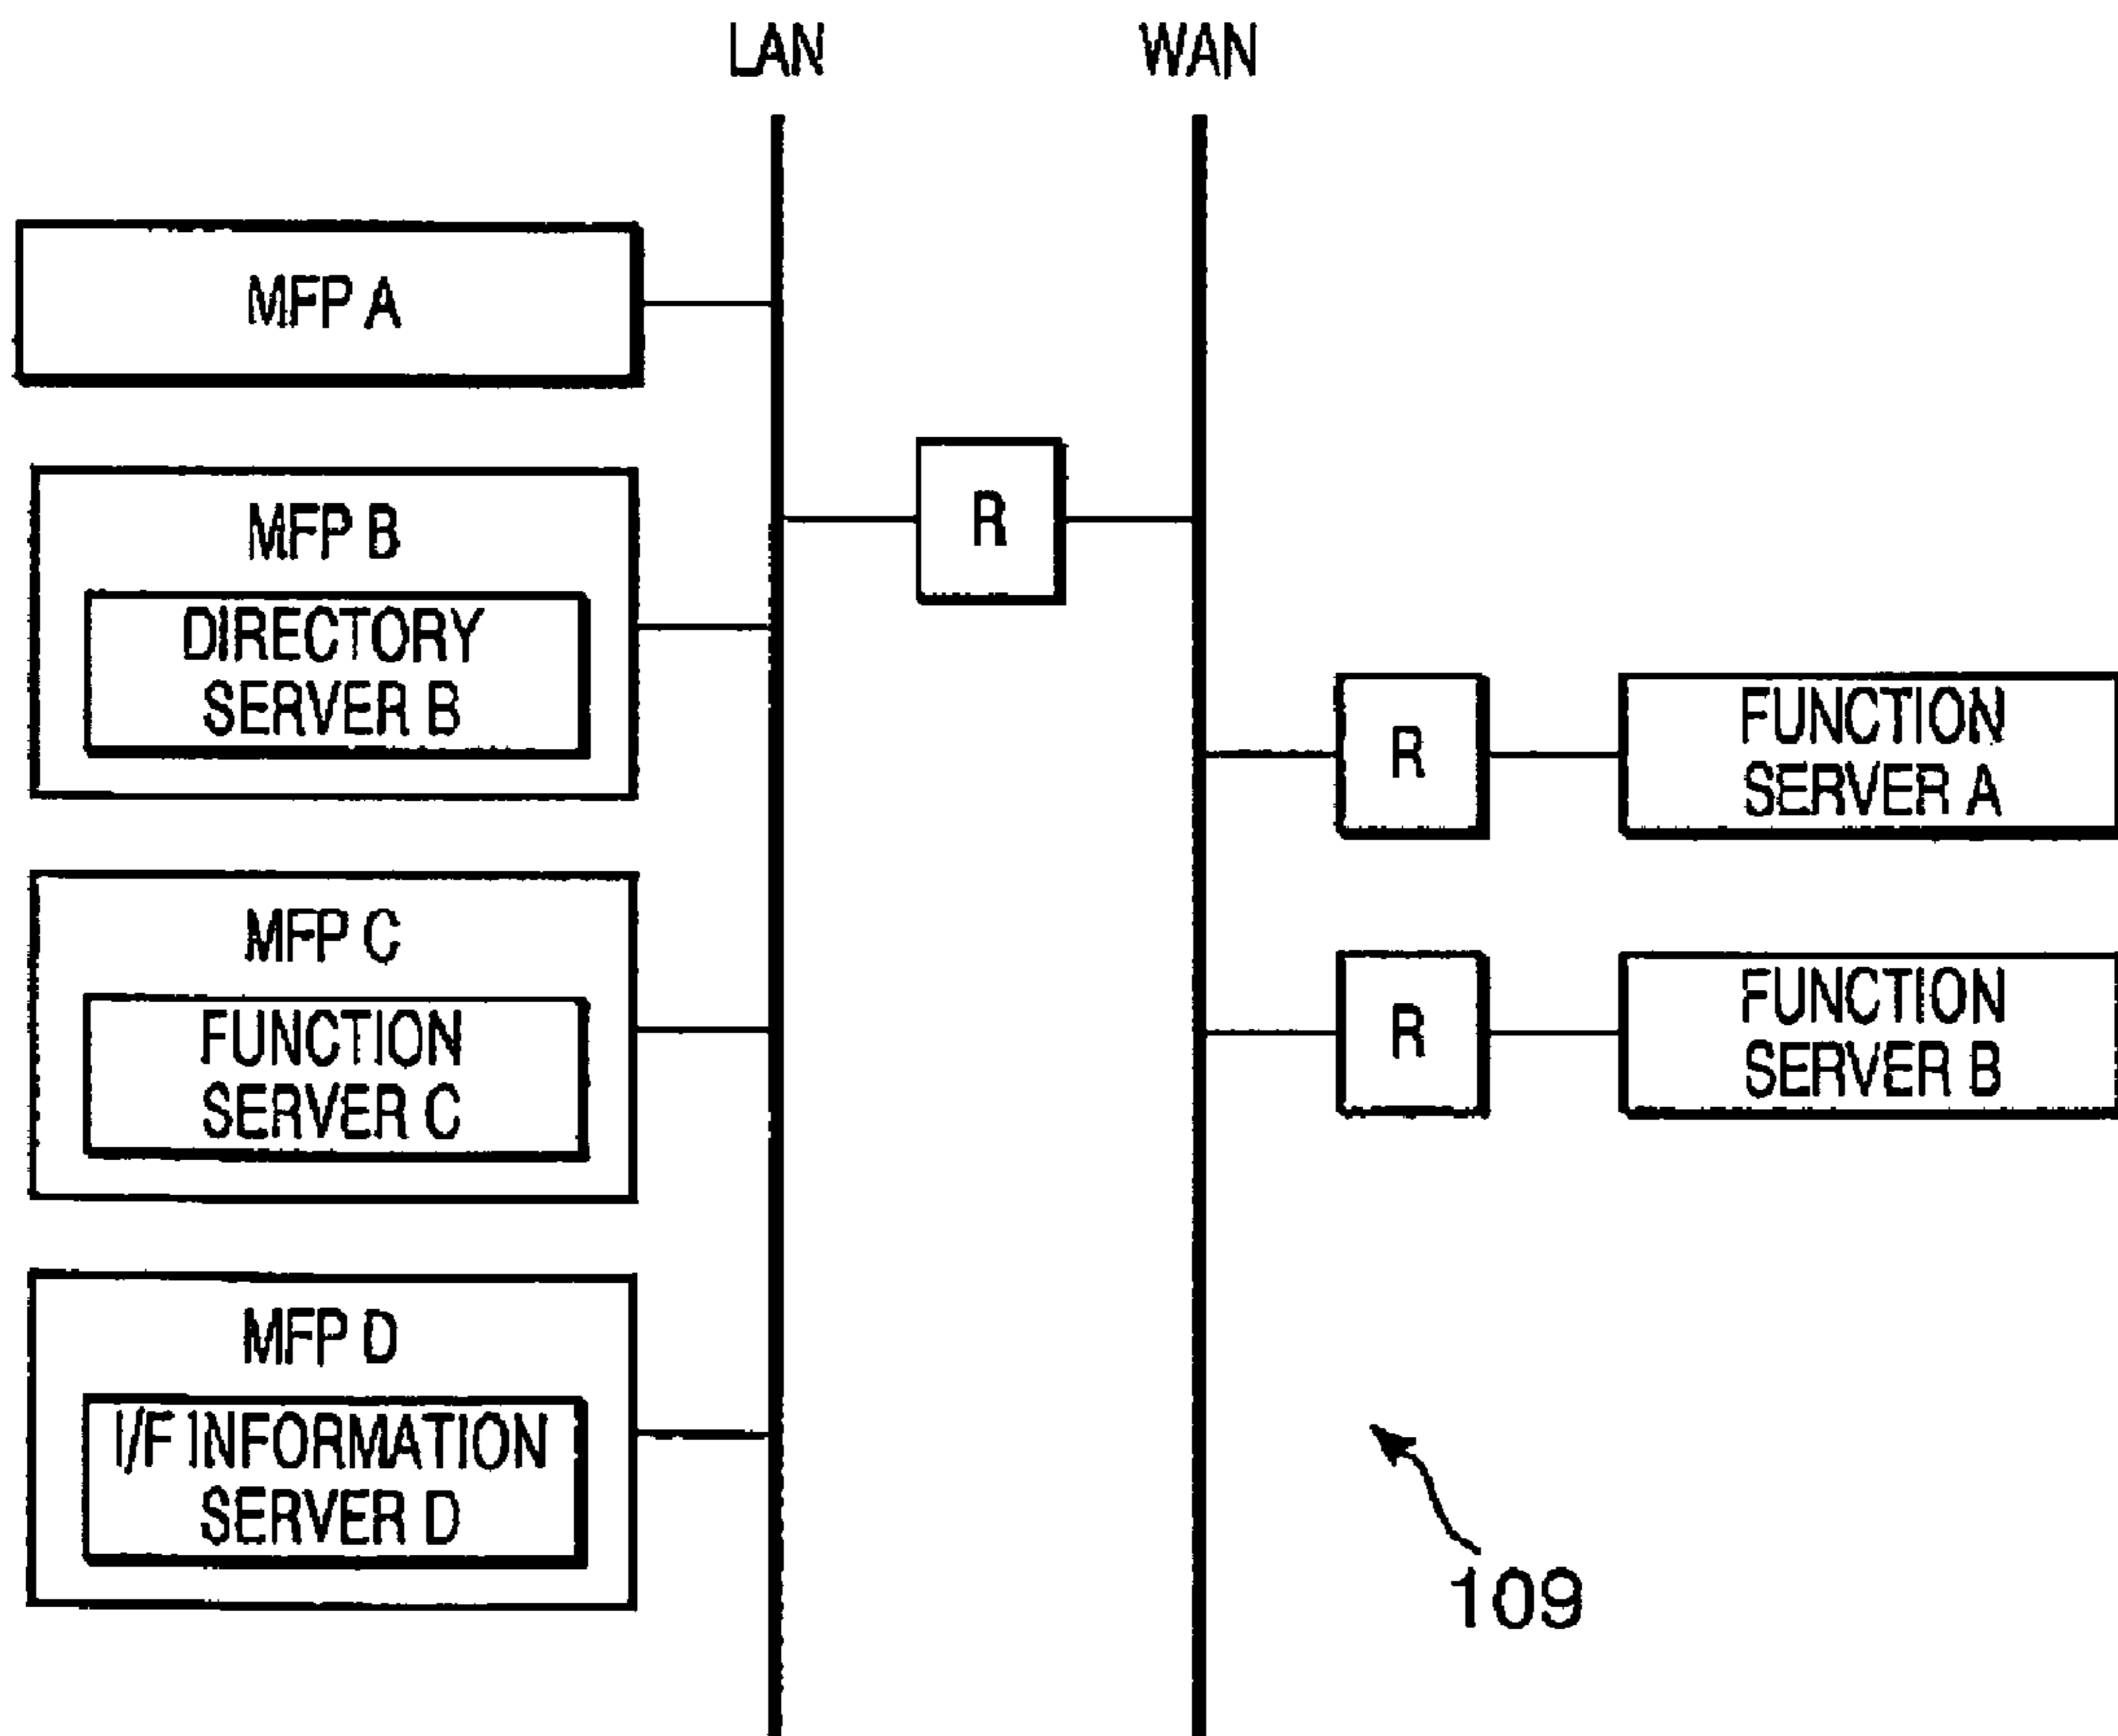 LAN
WAN
MFP A
MFP B
DIRECTORY
SERVER B
MFP C
FUNCTION
SERVER C
MFP D
I/F INFORMATION
SERVER D
R
R
FUNCTION
SERVER A
R
FUNCTION
SERVER B
109